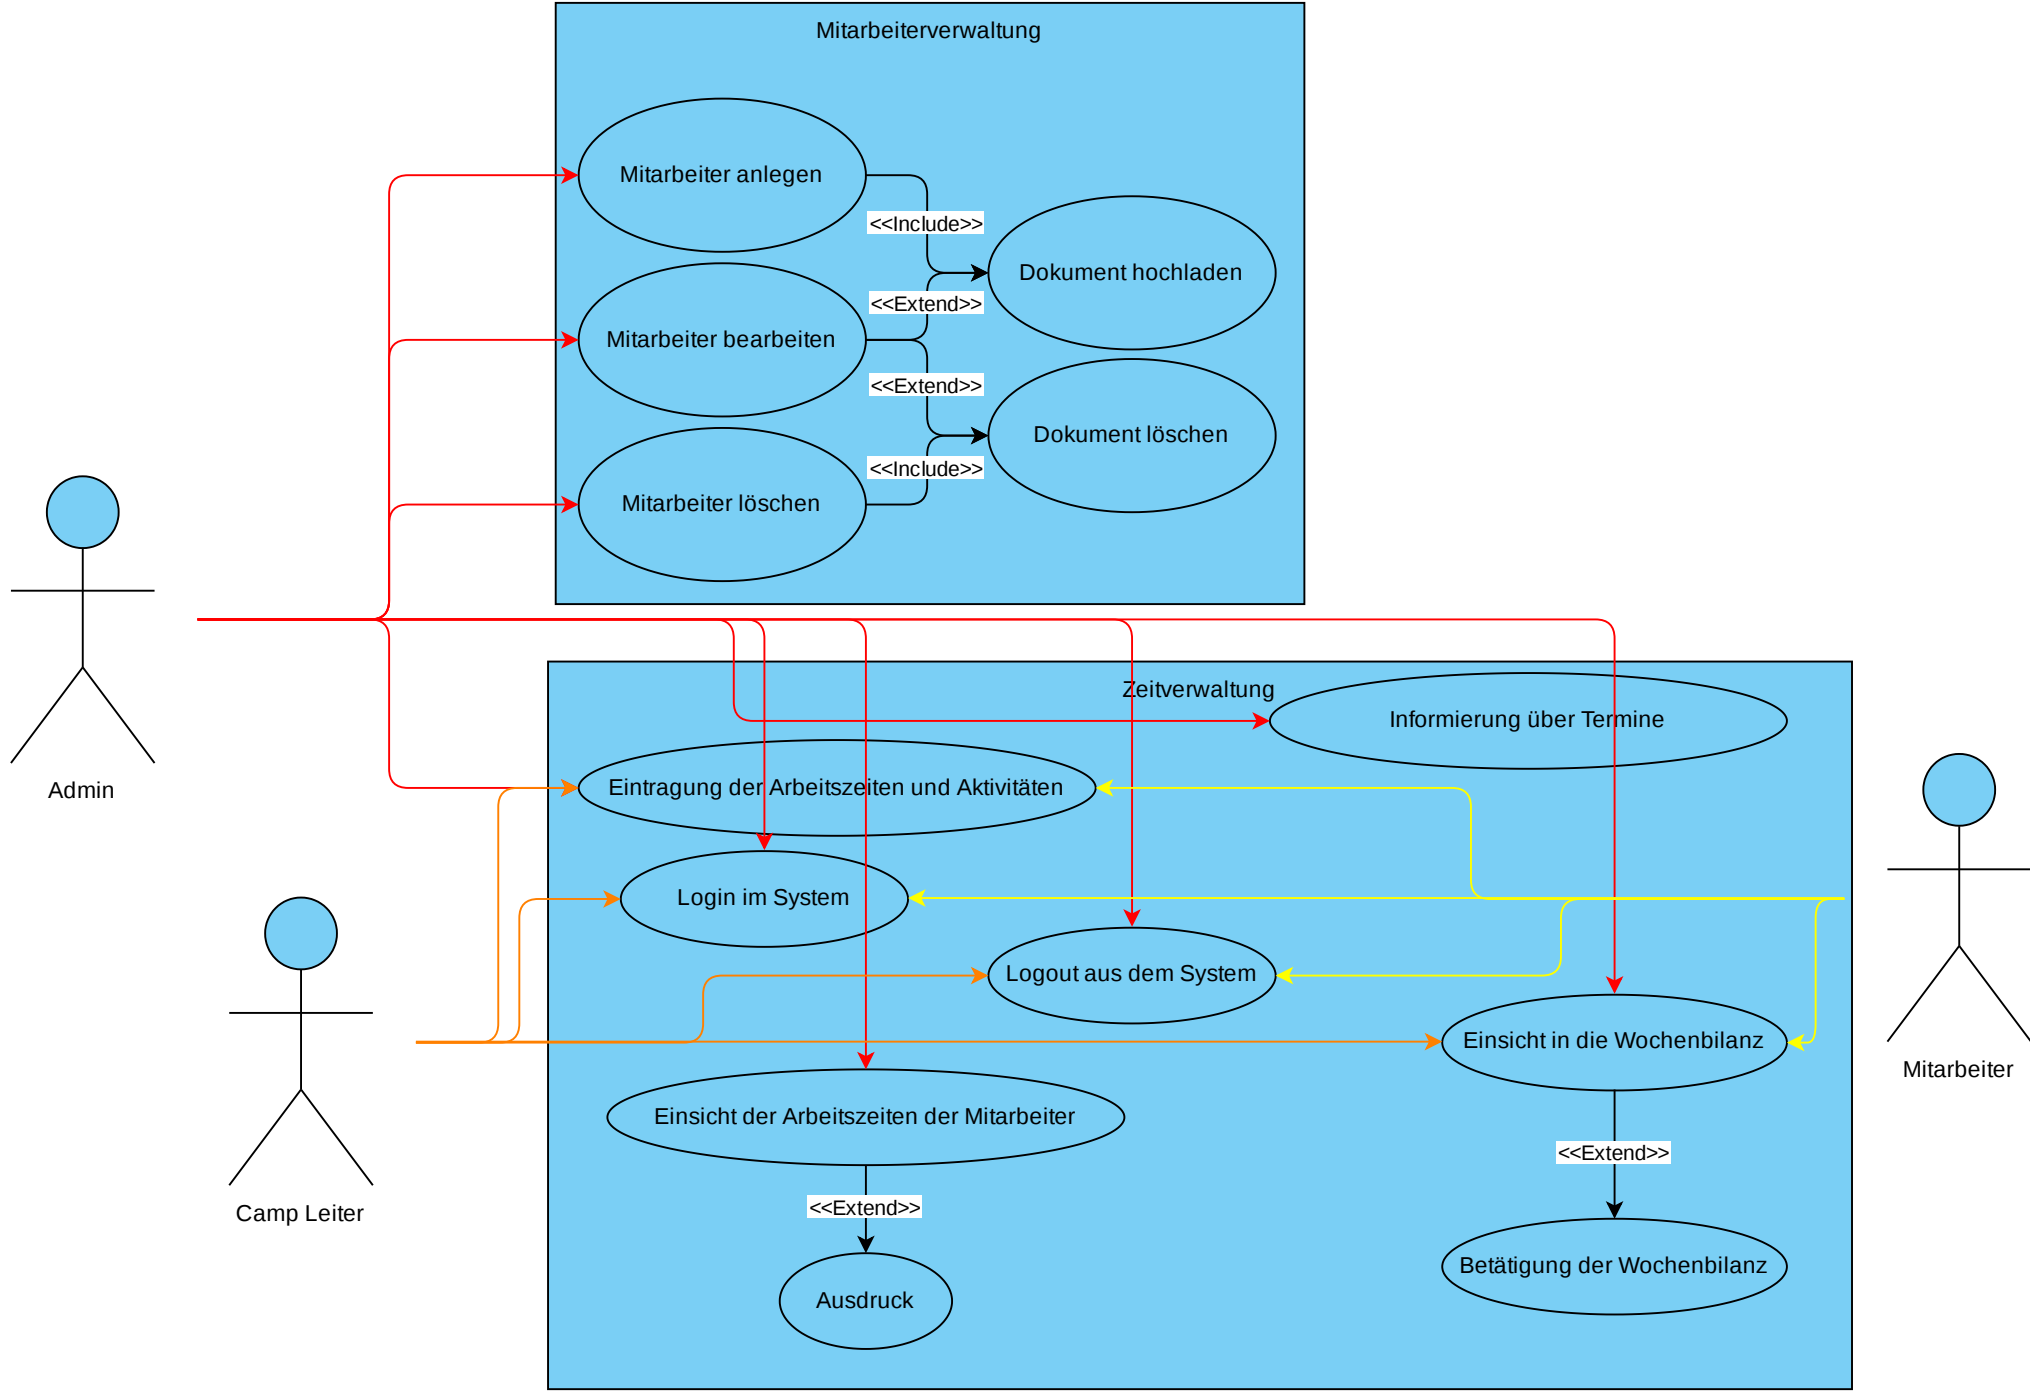 Mitarbeiterverwaltung
Mitarbeiter anlegen
<<Include>>
Dokument hochladen
<<Extend>>
Mitarbeiter bearbeiten
<<Extend>>
Dokument löschen
<<Include>>
Mitarbeiter löschen
Admin
Zeitverwaltung
Informierung über Termine
Eintragung der Arbeitszeiten und Aktivitäten
Login im System
Logout aus dem System
Einsicht in die Wochenbilanz
Mitarbeiter
Einsicht der Arbeitszeiten der Mitarbeiter
<<Extend>>
<<Extend>>
Camp Leiter
Betätigung der Wochenbilanz
Ausdruck